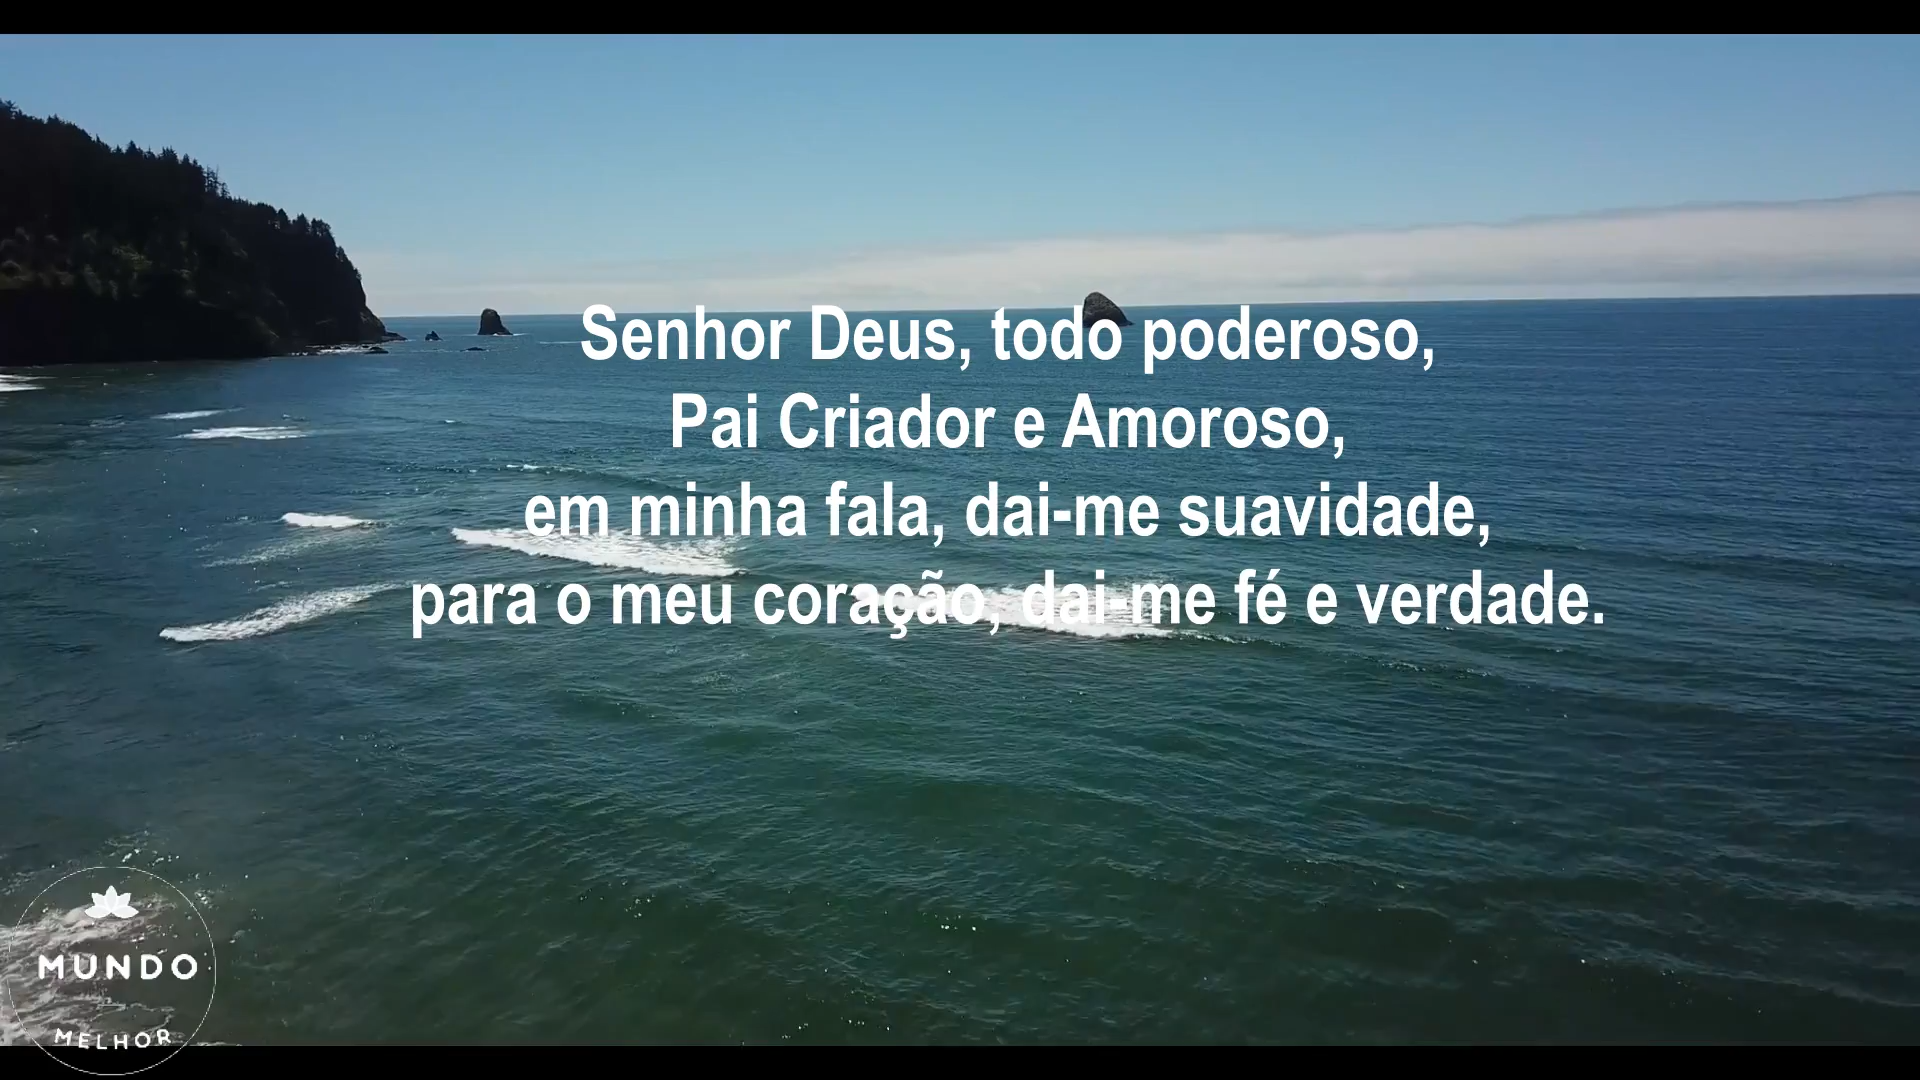 Senhor Deus, todo poderoso,
Pai Criador e Amoroso,
em minha fala, dai-me suavidade,
para o meu coração, dai-me fé e verdade.
MUNDO
MELHOR